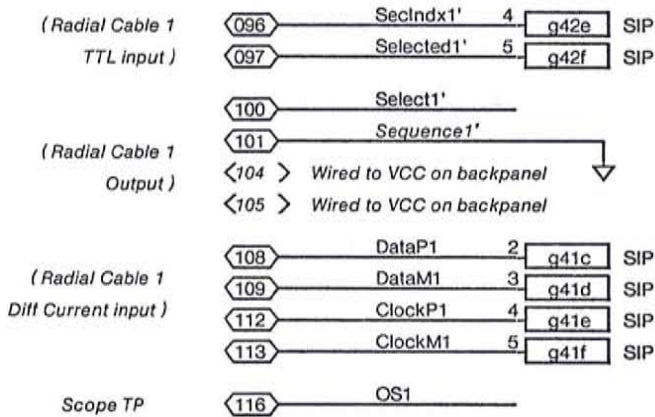 ( Radial Cable 1 096 SecIndx1' 4 g42e SIP
TTL input ) 097 Selected1' 5 g42f SIP
100 Select1'
( Radial Cable 1 101 Sequence1'
Output ) <104 > Wired to VCC on backpanel
<105 > Wired to VCC on backpanel
108 DataP1 2 g41c SIP
( Radial Cable 1 109 DataM1 3 g41d SIP
Diff Current input ) 112 ClockP1 4 g41e SIP
113 ClockM1 5 g41f SIP
Scope TP 116 OS1